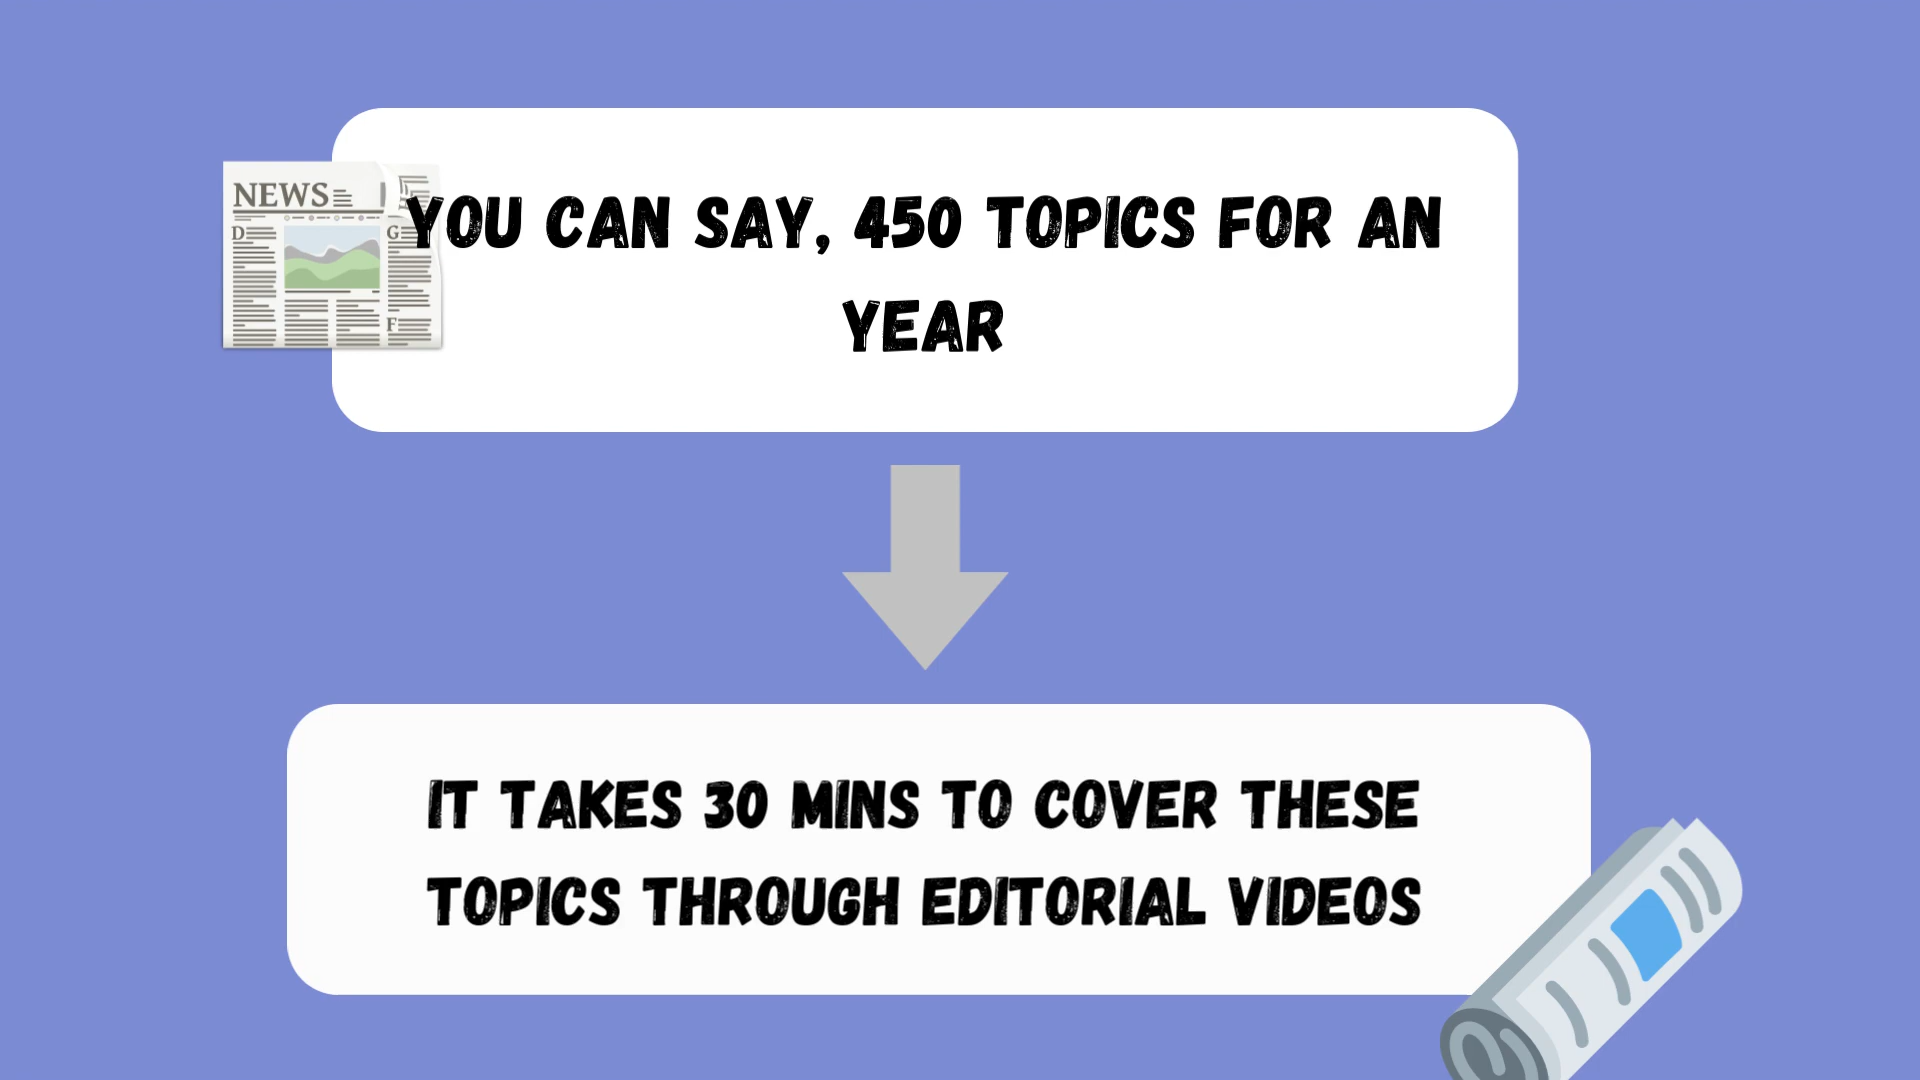 NEWS
D
G
F
YOU CAN SAY, 450 TOPICS FOR AN
YEAR
IT TAKES 30 MINS TO COVER THESE
TOPICS THROUGH EDITORIAL VIDEOS